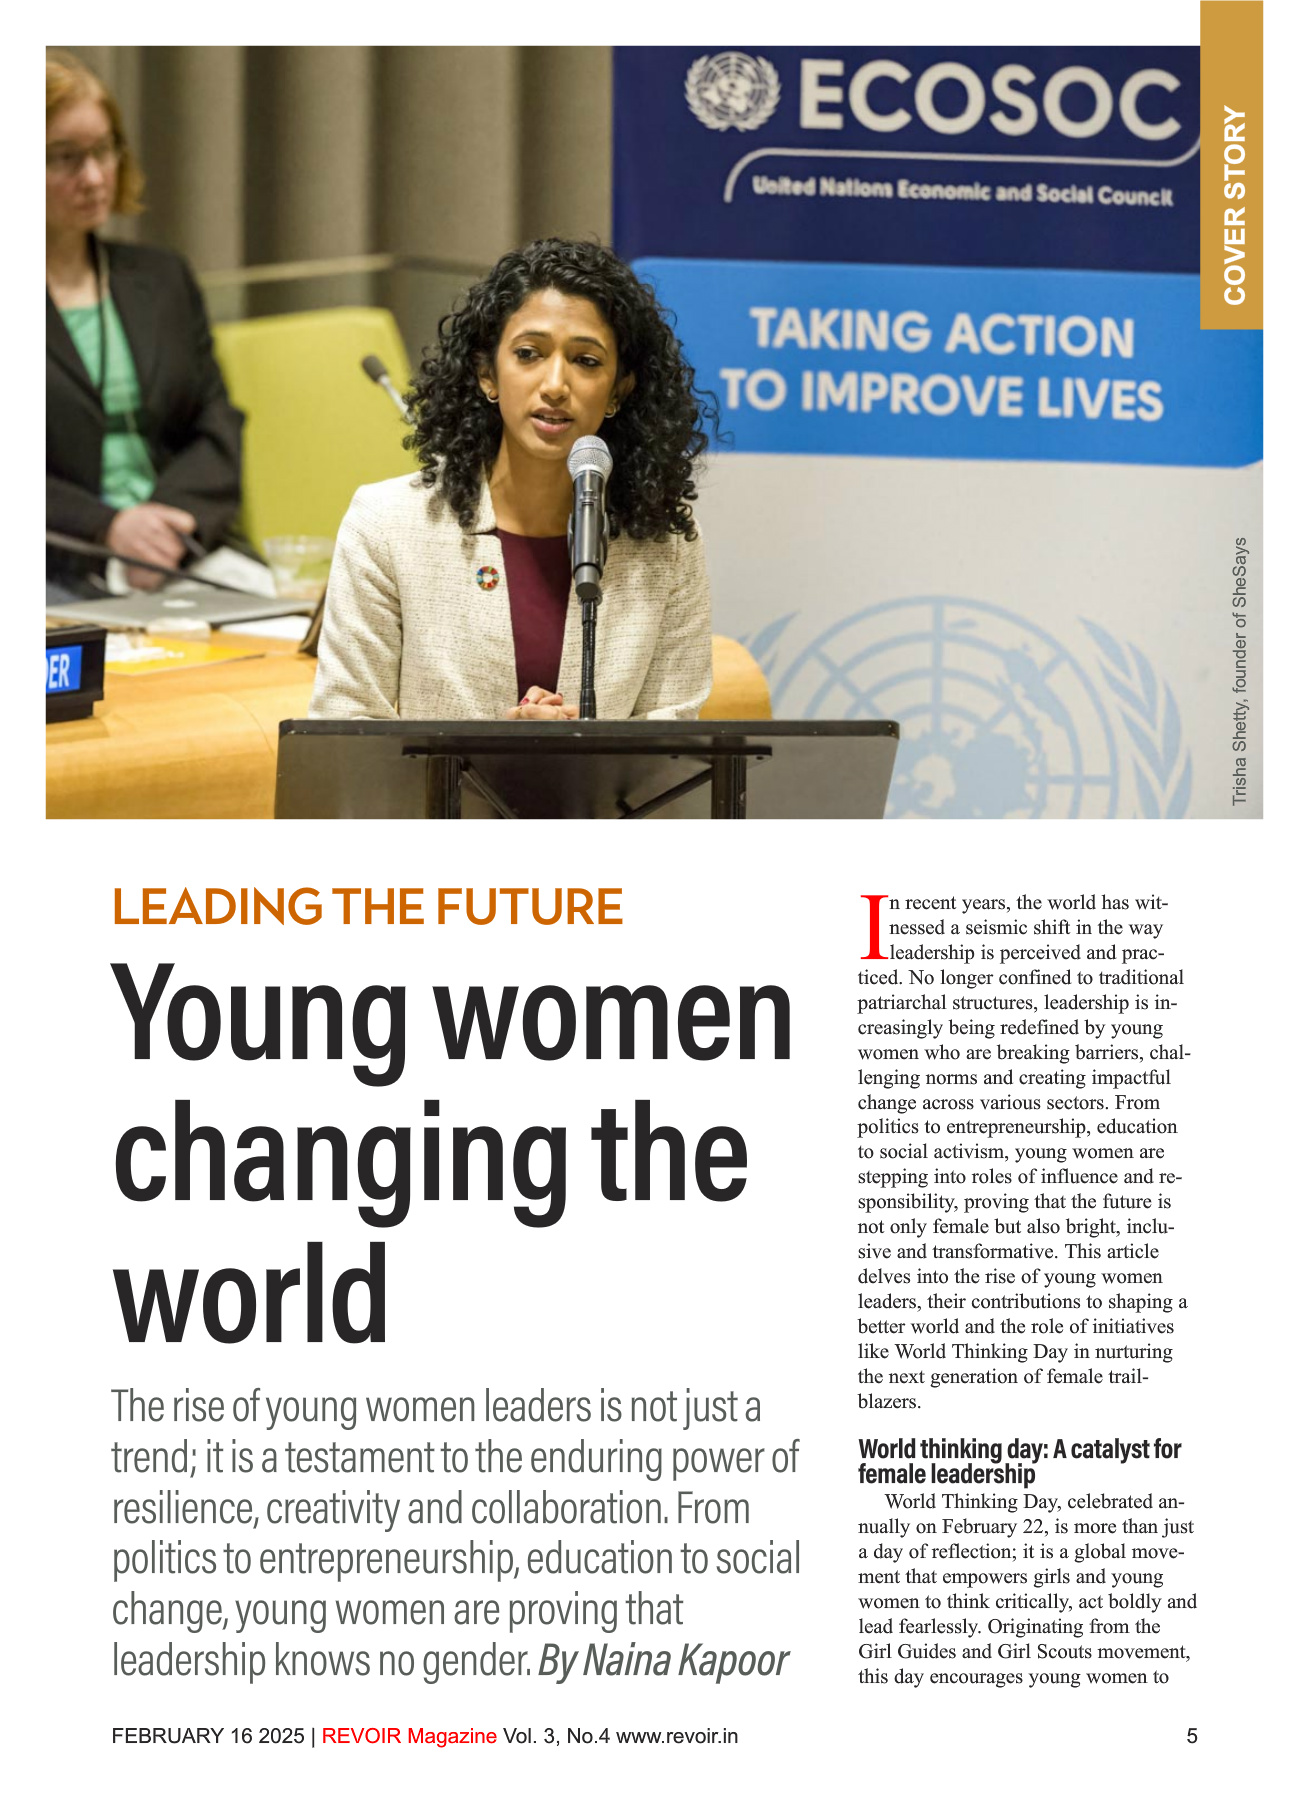 ECOSOC
United Nations Economic and Social Council
TAKING ACTION
TO IMPROVE LIVES
COVER STORY
DER
Trisha Shetty, founder of SheSays
LEADING THE FUTURE
Young women
changing the
world
The rise of young women leaders is not just a
trend; it is a testament to the enduring power of
resilience, creativity and collaboration. From
politics to entrepreneurship, education to social
change, young women are proving that
leadership knows no gender. By Naina Kapoor
In recent years, the world has wit-
nessed a seismic shift in the way
leadership is perceived and prac-
ticed. No longer confined to traditional
patriarchal structures, leadership is in-
creasingly being redefined by young
women who are breaking barriers, chal-
lenging norms and creating impactful
change across various sectors. From
politics to entrepreneurship, education
to social activism, young women are
stepping into roles of influence and re-
sponsibility, proving that the future is
not only female but also bright, inclu-
sive and transformative. This article
delves into the rise of young women
leaders, their contributions to shaping a
better world and the role of initiatives
like World Thinking Day in nurturing
the next generation of female trail-
blazers.
World thinking day: A catalyst for
female leadership
World Thinking Day, celebrated an-
nually on February 22, is more than just
a day of reflection; it is a global move-
ment that empowers girls and young
women to think critically, act boldly and
lead fearlessly. Originating from the
Girl Guides and Girl Scouts movement,
this day encourages young women to
FEBRUARY 16 2025 | REVOIR Magazine Vol. 3, No.4 www.revoir.in
5